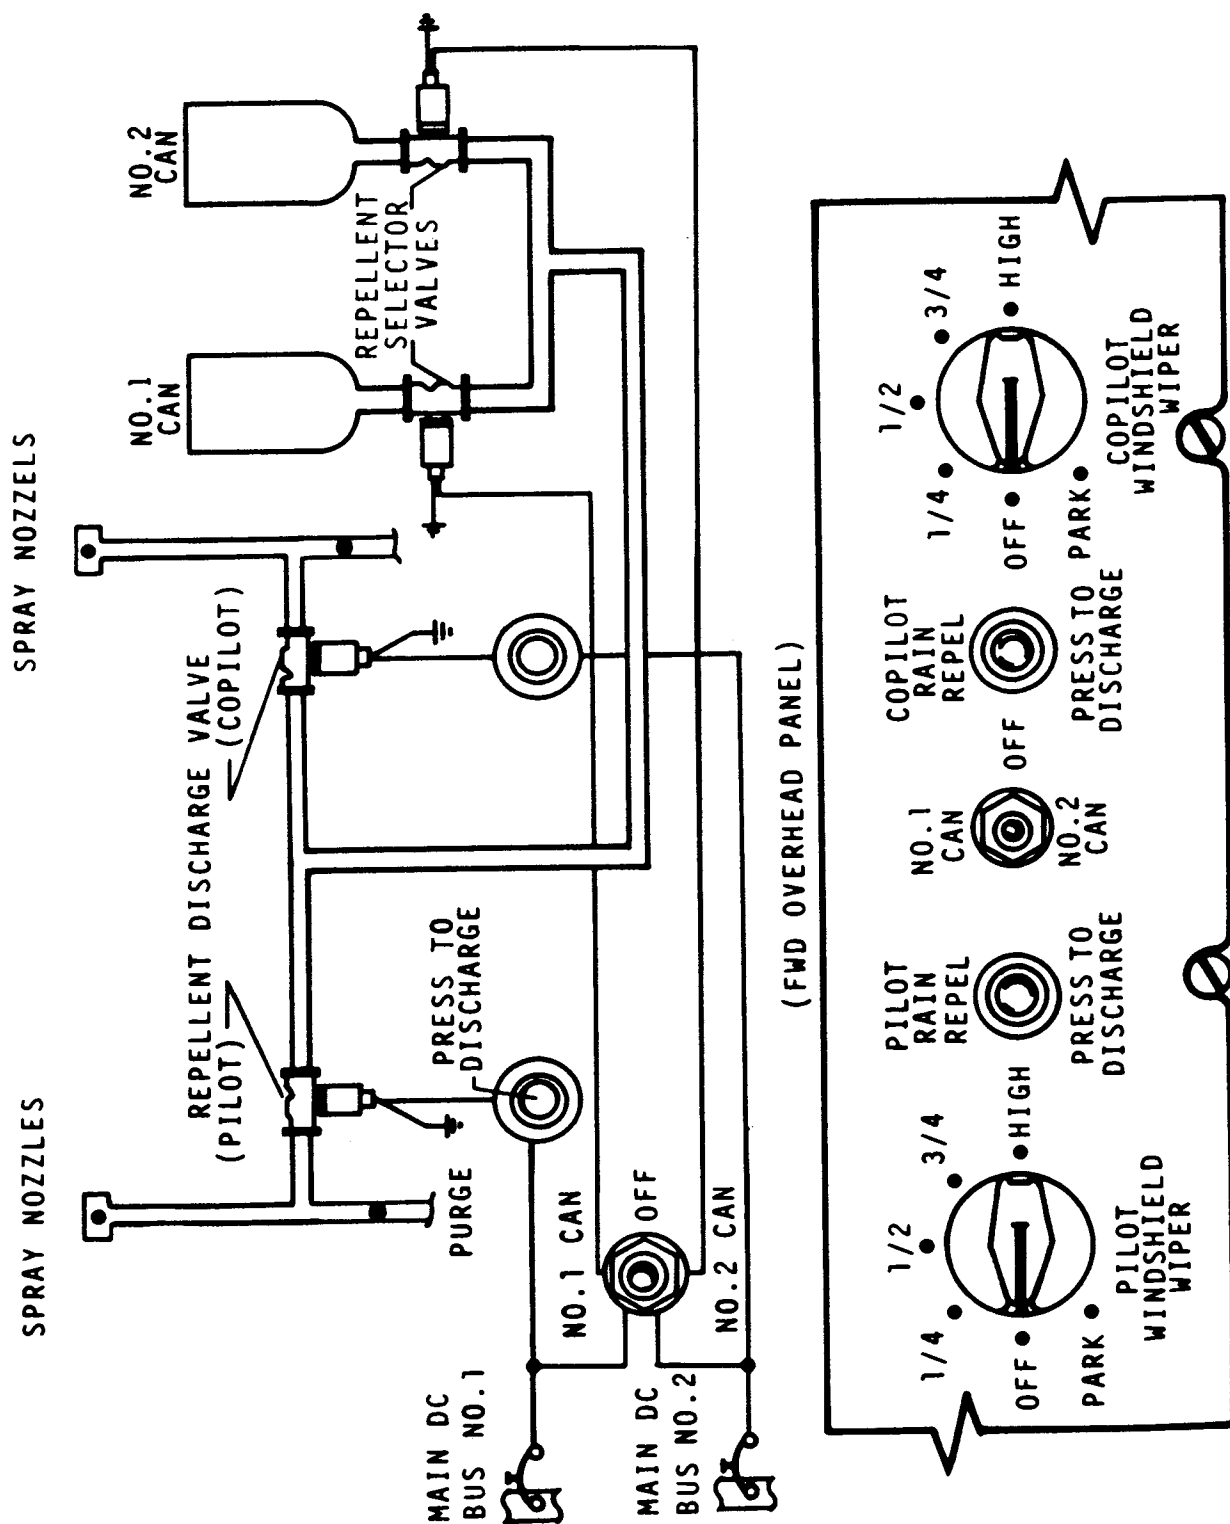 SPRAY NOZZLES
SPRAY NOZZELS
NO.1
CAN
NO.2
CAN
REPELLENT DISCHARGE VALVE
(PILOT)
(COPILOT)
REPELLENT
SELECTOR
VALVES
PURGE
PRESS TO
DISCHARGE
MAIN DC
BUS NO.1
NO.1 CAN
OFF
MAIN DC
BUS NO.2
NO.2 CAN
(FWD OVERHEAD PANEL)
1/4
1/2
3/4
OFF
HIGH
PARK
PILOT
WINDSHIELD
WIPER
PILOT
RAIN
REPEL
PRESS TO
DISCHARGE
NO.1
CAN
OFF
NO.2
CAN
COPILOT
RAIN
REPEL
PRESS TO
DISCHARGE
1/4
1/2
3/4
OFF
HIGH
PARK
COPILOT
WINDSHIELD
WIPER